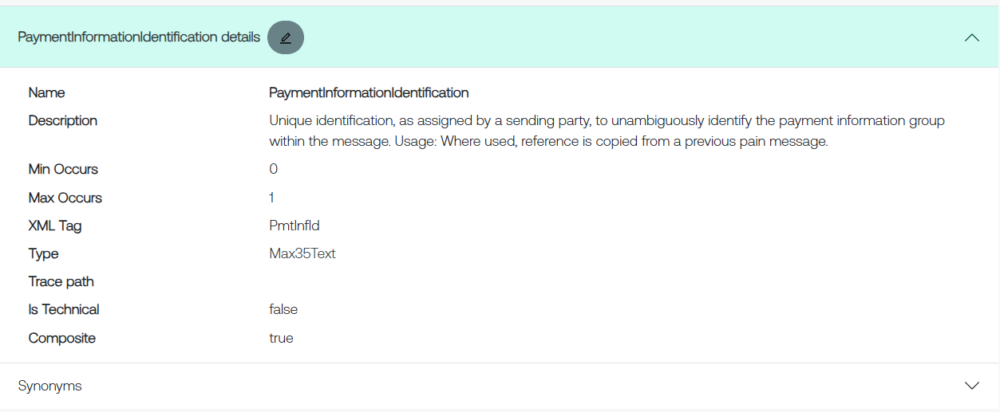 PaymentInformationIdentification details
Name PaymentInformationIdentification
Description Unique identification, as assigned by a sending party, to unambiguously identify the payment information group
within the message. Usage: Where used, reference is copied from a previous pain message.
Min Occurs 0
Max Occurs 1
XML Tag PmtInfId
Type Max35Text
Trace path
Is Technical false
Composite true
Synonyms